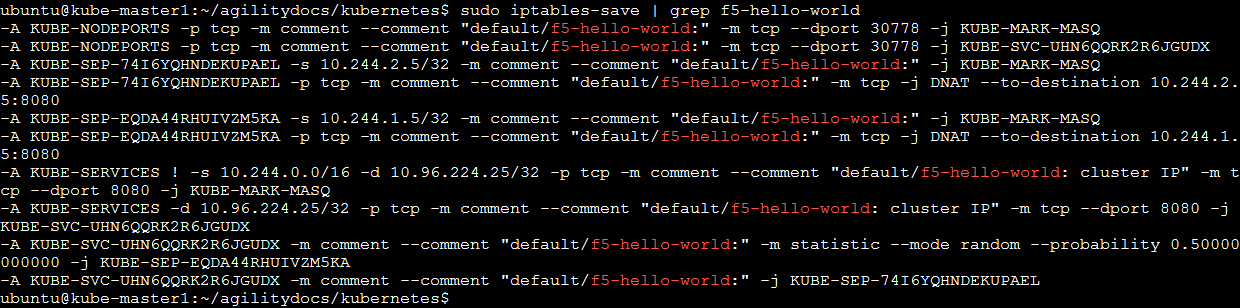 ubuntu@kube-master1:~/agilitydocs/kubernetes$ sudo iptables-save | grep f5-hello-world
-A KUBE-NODEPORTS -p tcp -m comment --comment "default/f5-hello-world:" -m tcp --dport 30778 -j KUBE-MARK-MASQ
-A KUBE-NODEPORTS -p tcp -m comment --comment "default/f5-hello-world:" -m tcp --dport 30778 -j KUBE-SVC-UHN6QQRK2R6JGUDX
-A KUBE-SEP-74I6YQHNDEKUPAEL -s 10.244.2.5/32 -m comment --comment "default/f5-hello-world:" -j KUBE-MARK-MASQ
-A KUBE-SEP-74I6YQHNDEKUPAEL -p tcp -m comment --comment "default/f5-hello-world:" -m tcp -j DNAT --to-destination 10.244.2.
5:8080
-A KUBE-SEP-EQDA44RHUIVZM5KA -s 10.244.1.5/32 -m comment --comment "default/f5-hello-world:" -j KUBE-MARK-MASQ
-A KUBE-SEP-EQDA44RHUIVZM5KA -p tcp -m comment --comment "default/f5-hello-world:" -m tcp -j DNAT --to-destination 10.244.1.
5:8080
-A KUBE-SERVICES ! -s 10.244.0.0/16 -d 10.96.224.25/32 -p tcp -m comment --comment "default/f5-hello-world: cluster IP" -m t
cp --dport 8080 -j KUBE-MARK-MASQ
-A KUBE-SERVICES -d 10.96.224.25/32 -p tcp -m comment --comment "default/f5-hello-world: cluster IP" -m tcp --dport 8080 -j
KUBE-SVC-UHN6QQRK2R6JGUDX
-A KUBE-SVC-UHN6QQRK2R6JGUDX -m comment --comment "default/f5-hello-world:" -m statistic --mode random --probability 0.50000
000000 -j KUBE-SEP-EQDA44RHUIVZM5KA
-A KUBE-SVC-UHN6QQRK2R6JGUDX -m comment --comment "default/f5-hello-world:" -j KUBE-SEP-74I6YQHNDEKUPAEL
ubuntu@kube-master1:~/agilitydocs/kubernetes$